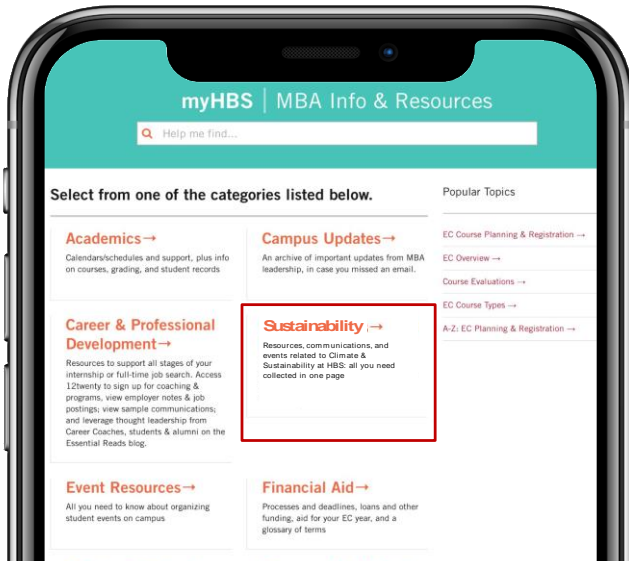 myHBS | MBA Info & Resources
Help me find...
Select from one of the categories listed below.
Academics→
Calendars/schedules and support, plus info
on courses, grading, and student records
Campus Updates→
An archive of important updates from MBA
leadership, in case you missed an email.
Career & Professional
Development→
Resources to support all stages of your
internship or full-time job search. Access
12twenty to sign up for coaching &
programs, view employer notes & job
postings; view sample communications;
and leverage thought leadership from
Career Coaches, students & alumni on the
Essential Reads blog.
Sustainability →
Resources, communications, and
events related to Climate &
Sustainability at HBS: all you need
collected in one page
Event Resources→
All you need to know about organizing
student events on campus
Financial Aid→
Processes and deadlines, loans and other
funding, aid for your EC year, and a
glossary of terms
Popular Topics
EC Course Planning & Registration →
EC Overview →
Course Evaluations →
EC Course Types →
A-Z: EC Planning & Registration →